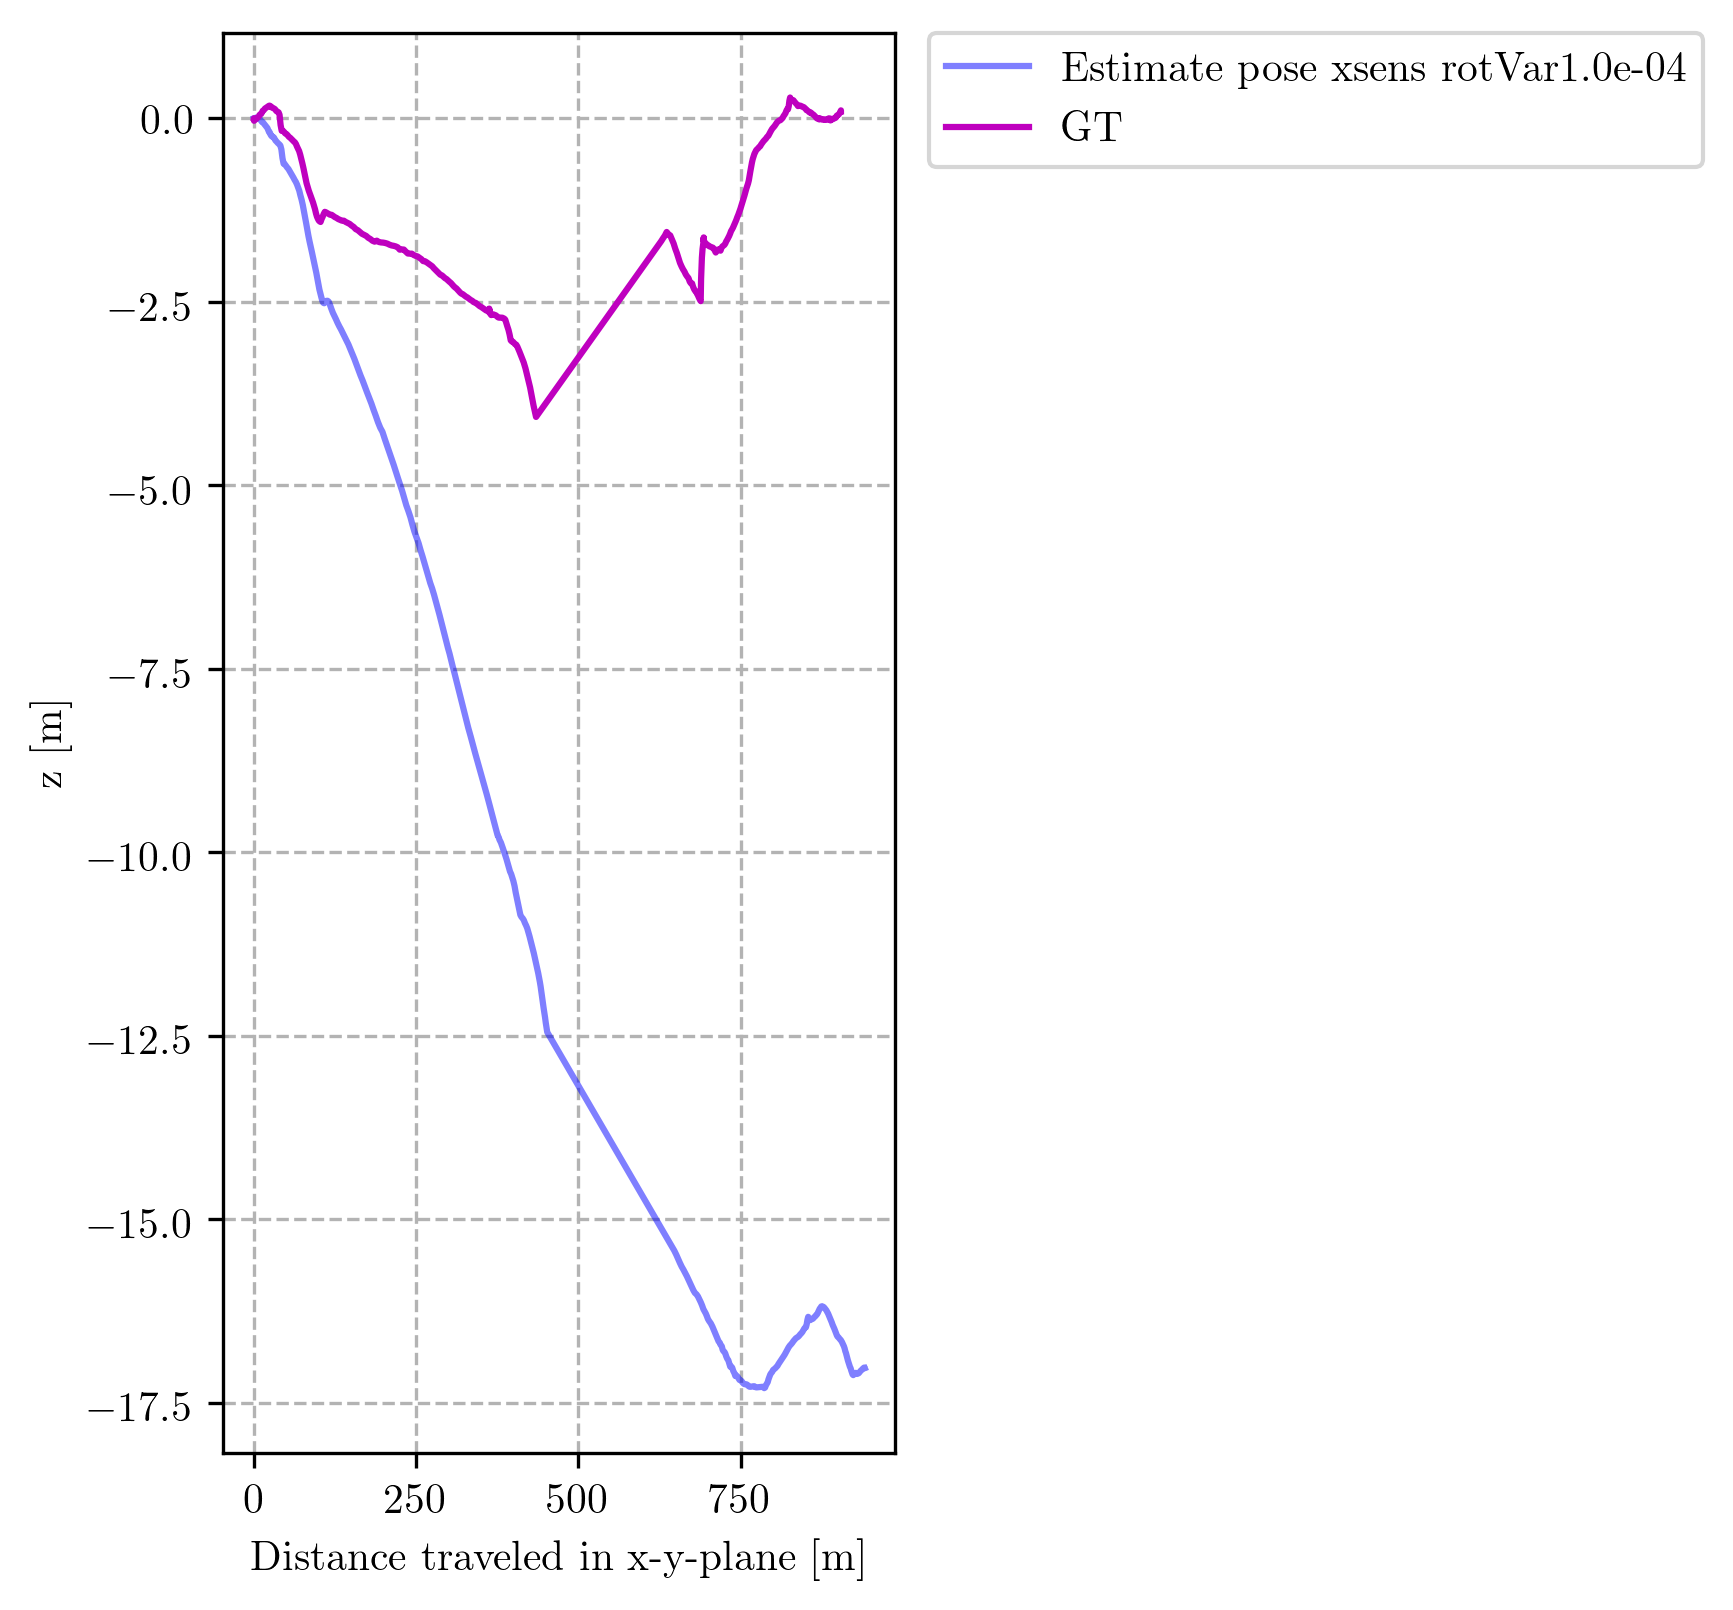 Estimate pose xsens rotVar1.0e-04
GT
0.0
−2.5
−5.0
−7.5
−10.0
−12.5
−15.0
−17.5
z [m]
0 250 500 750
Distance traveled in x-y-plane [m]